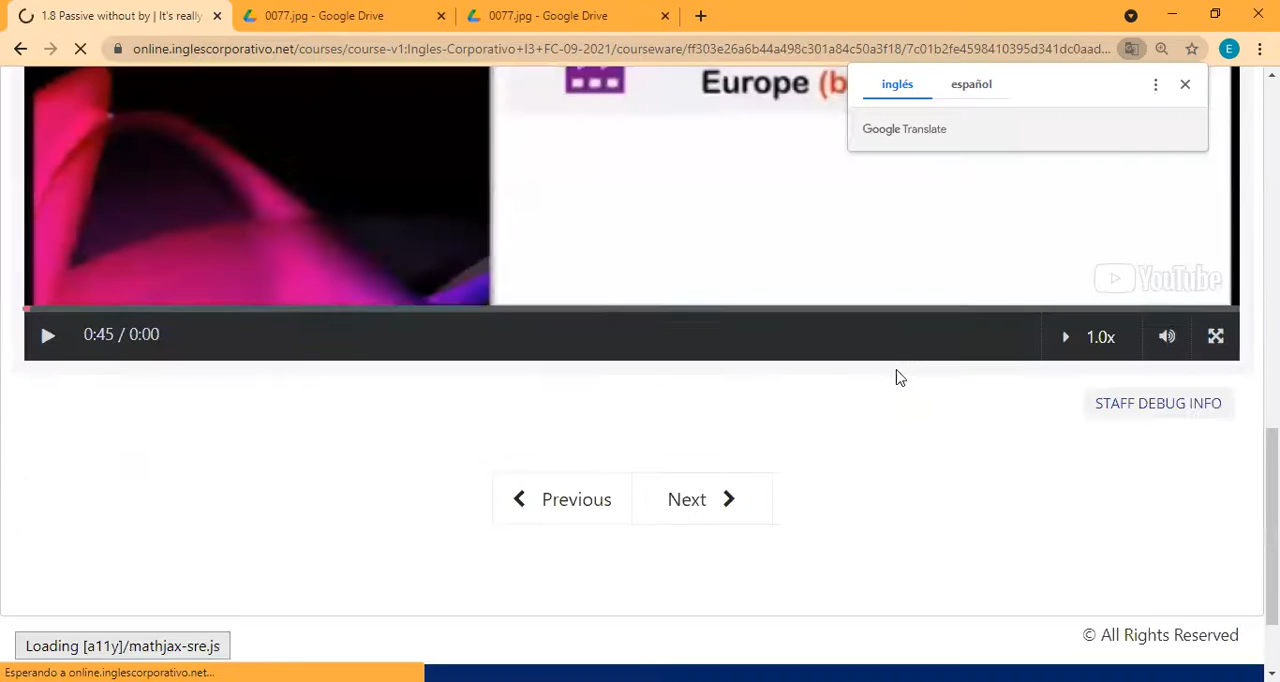 1.8 Passive without by | It's really
0077.jpg - Google Drive
0077.jpg - Google Drive
online.inglescorporativo.net/courses/course-v1:Ingles-Corporativo+I3+FC-09-2021/courseware/ff303e26a6b44a498c301a84c50a3f18/7c01b2fe4598410395d341dc0aad...
E
inglés
español
Google Translate
Europe (b
YouTube
0:45 / 0:00
1.0x
STAFF DEBUG INFO
Previous
Next
© All Rights Reserved
Loading [a11y]/mathjax-sre.js
Esperando a online.inglescorporativo.net...